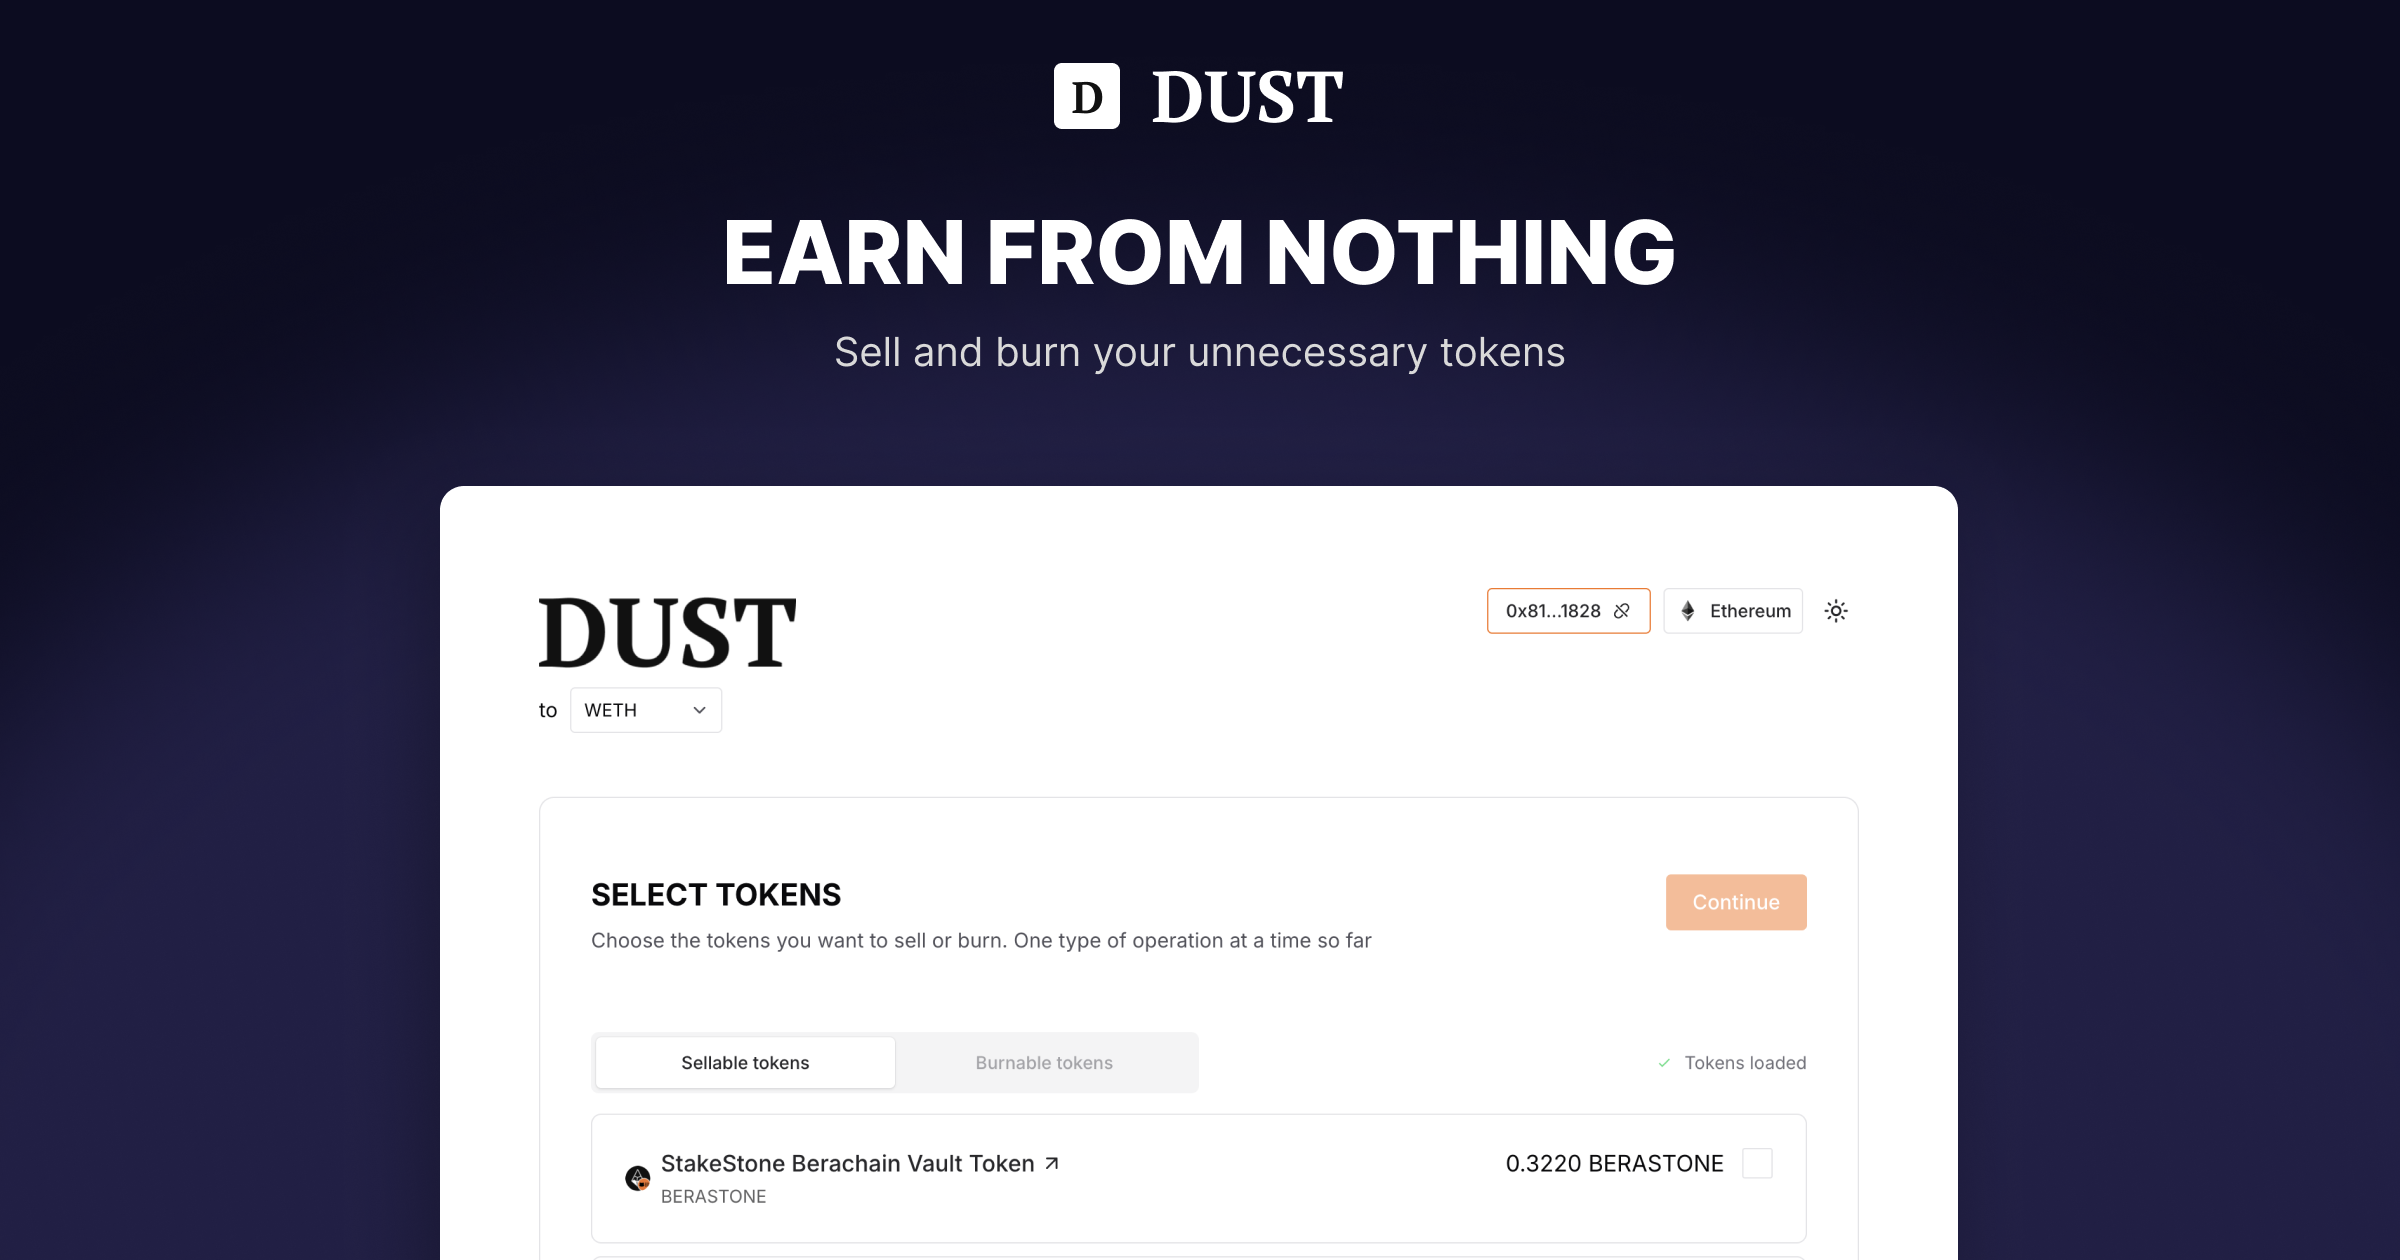 D DUST
EARN FROM NOTHING
Sell and burn your unnecessary tokens
DUST
0x81...1828
Ethereum
to WETH
SELECT TOKENS
Continue
Choose the tokens you want to sell or burn. One type of operation at a time so far
Sellable tokens
Burnable tokens
Tokens loaded
StakeStone Berachain Vault Token
0.3220 BERASTONE
BERASTONE